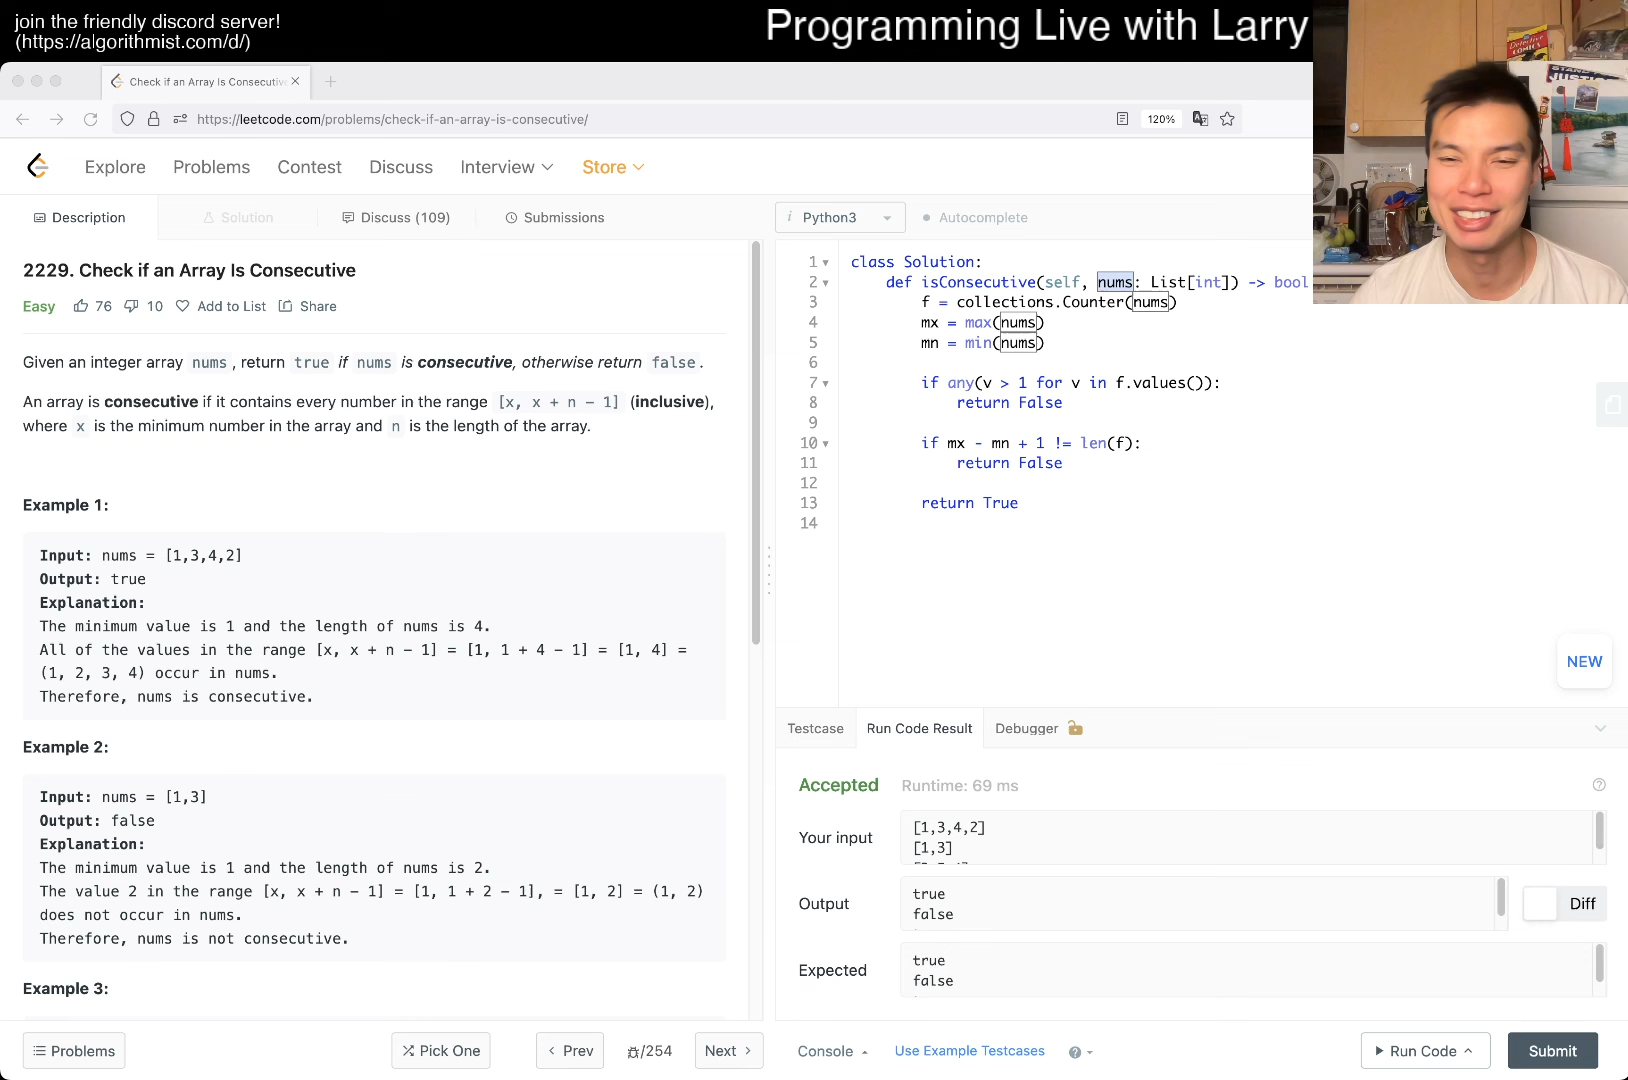 join the friendly discord server!
(https://algorithmist.com/d/)
Programming Live with Larry
Check if an Array Is Consecutive
https://leetcode.com/problems/check-if-an-array-is-consecutive/
120%
Explore
Problems
Contest
Discuss
Interview
Store
Description
Solution
Discuss (109)
Submissions
i Python3
Autocomplete
2229. Check if an Array Is Consecutive
Easy 76 10 Add to List Share
Given an integer array nums, return true if nums is consecutive, otherwise return false.
An array is consecutive if it contains every number in the range [x, x + n - 1] (inclusive),
where x is the minimum number in the array and n is the length of the array.
Example 1:
Input: nums = [1,3,4,2]
Output: true
Explanation:
The minimum value is 1 and the length of nums is 4.
All of the values in the range [x, x + n - 1] = [1, 1 + 4 - 1] = [1, 4] =
(1, 2, 3, 4) occur in nums.
Therefore, nums is consecutive.
Example 2:
Input: nums = [1,3]
Output: false
Explanation:
The minimum value is 1 and the length of nums is 2.
The value 2 in the range [x, x + n - 1] = [1, 1 + 2 - 1], = [1, 2] = (1, 2)
does not occur in nums.
Therefore, nums is not consecutive.
Example 3:
1 class Solution:
2 def isConsecutive(self, nums: List[int]) -> bool
3 f = collections.Counter(nums)
4 mx = max(nums)
5 mn = min(nums)
6
7 if any(v > 1 for v in f.values()):
8 return False
9
10 if mx - mn + 1 != len(f):
11 return False
12
13 return True
14
NEW
Testcase
Run Code Result
Debugger
Accepted Runtime: 69 ms
Your input
[1,3,4,2]
[1,3]
Output
true
false
Diff
Expected
true
false
Problems
Pick One
Prev
/254
Next
Console
Use Example Testcases
Run Code
Submit